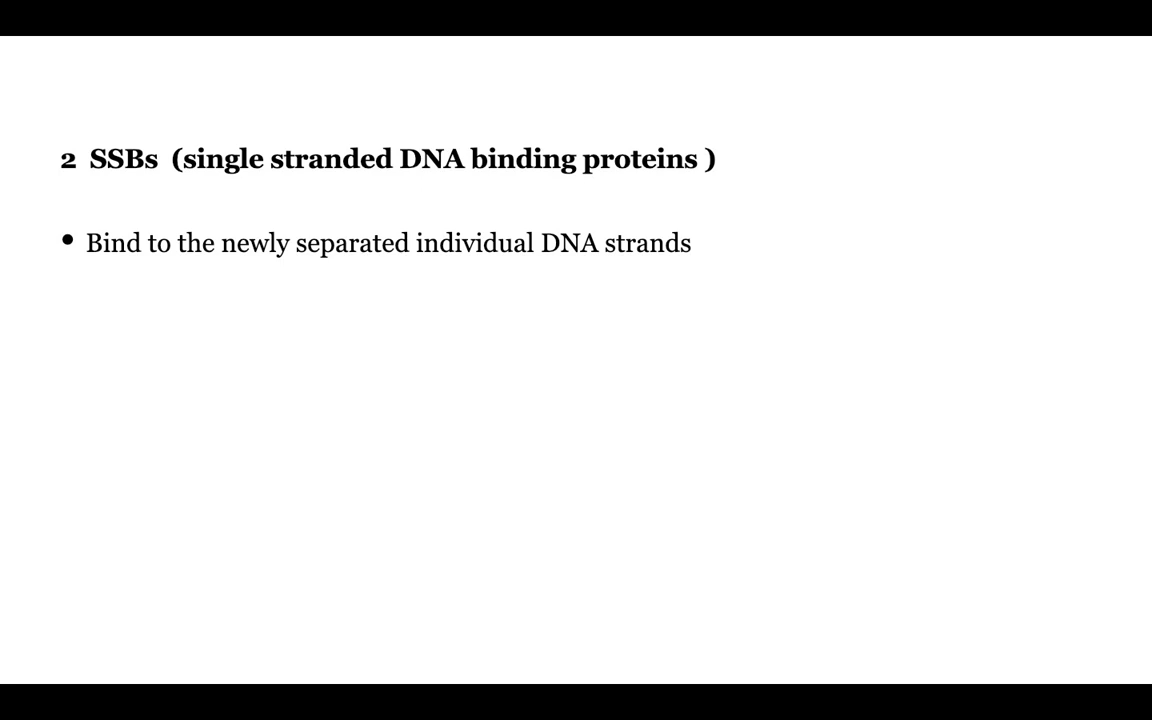 2 SSBs (single stranded DNA binding proteins )
• Bind to the newly separated individual DNA strands